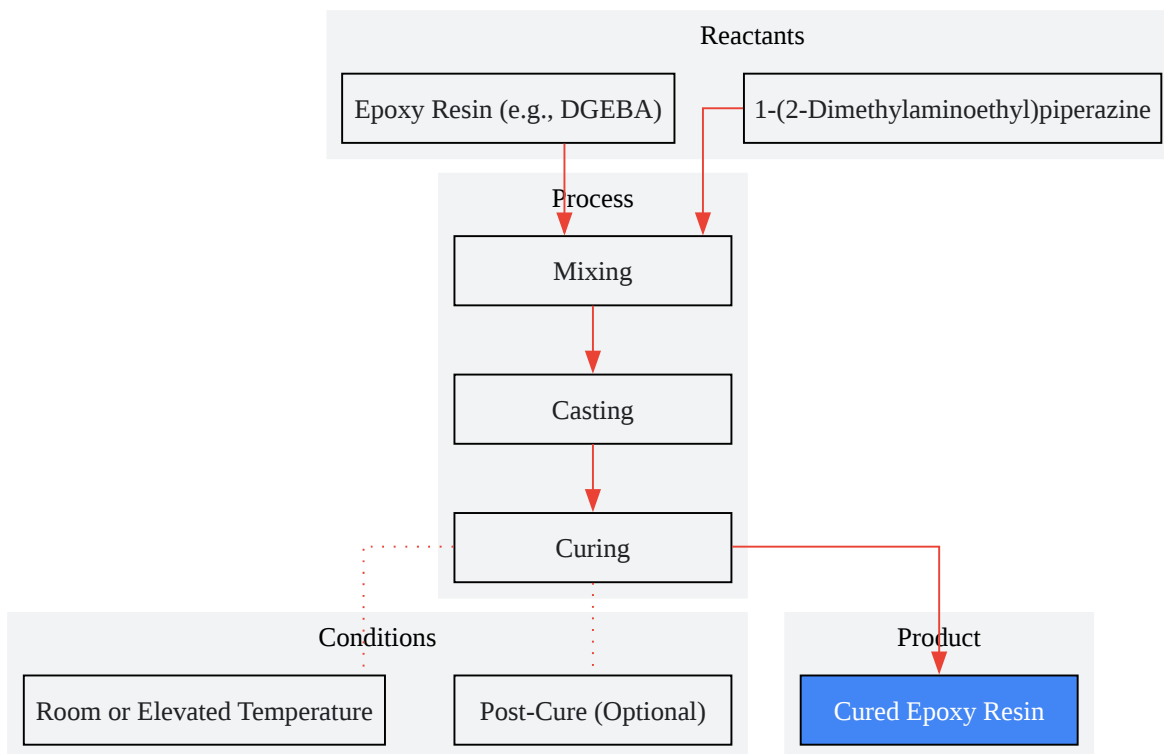 Reactants
Epoxy Resin (e.g., DGEBA)
1-(2-Dimethylaminoethyl)piperazine
Process
Mixing
Casting
Curing
Conditions
Room or Elevated Temperature
Post-Cure (Optional)
Product
Cured Epoxy Resin